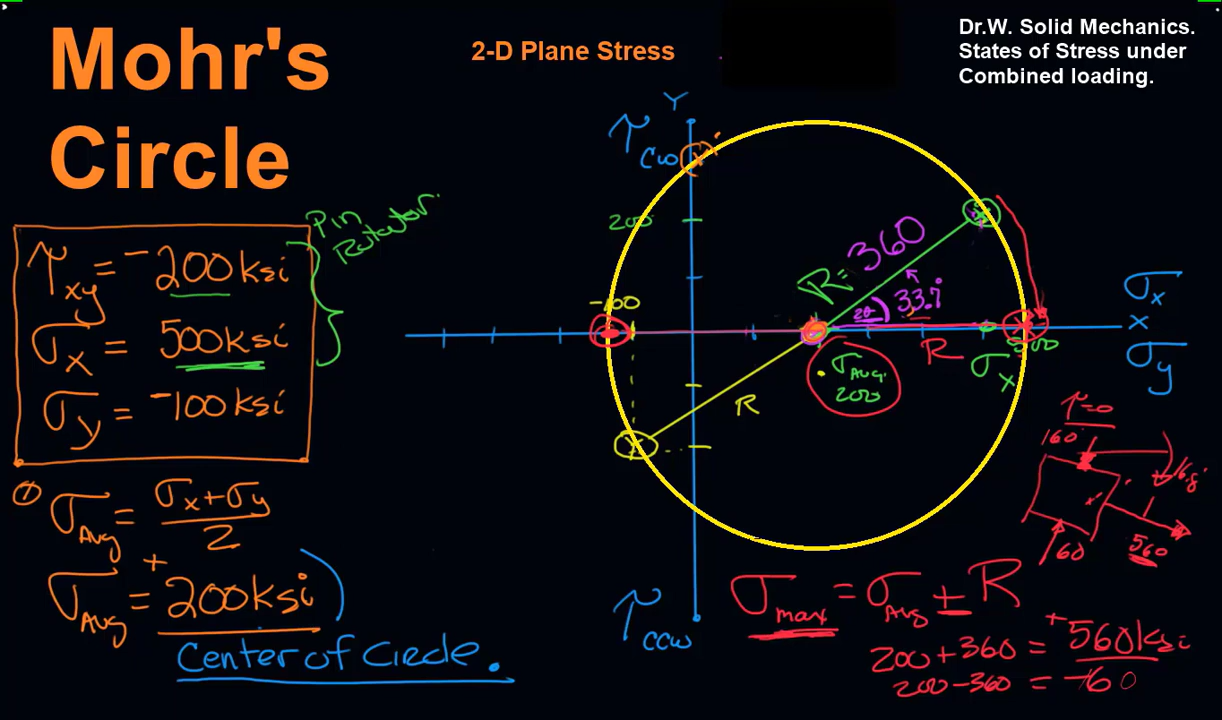 Mohr's
Circle
2-D Plane Stress
Dr.W. Solid Mechanics.
States of Stress under
Combined loading.
Pin
Rotator.
τxy = -200ksi
σx = 500ksi
σy = -100ksi
① σAvg = σx+σy / 2
σAvg = +200ksi
Center of Circle.
Y
τcw
200
x
R=360
2θ
33.7
-100
500
σx
x
σy
σAvg.
200
R
σx
R
Y
τccw
τ=0
160
560
σmax = σAvg ± R
200+360 = +560ksi
200-360 = -160